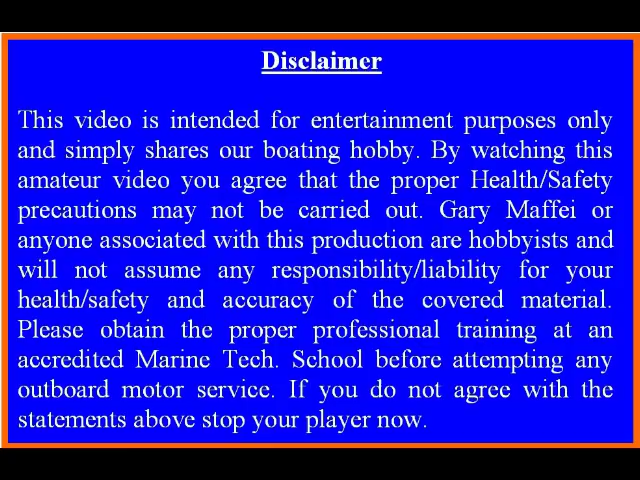 Disclaimer
This video is intended for entertainment purposes only
and simply shares our boating hobby. By watching this
amateur video you agree that the proper Health/Safety
precautions may not be carried out. Gary Maffei or
anyone associated with this production are hobbyists and
will not assume any responsibility/liability for your
health/safety and accuracy of the covered material.
Please obtain the proper professional training at an
accredited Marine Tech. School before attempting any
outboard motor service. If you do not agree with the
statements above stop your player now.